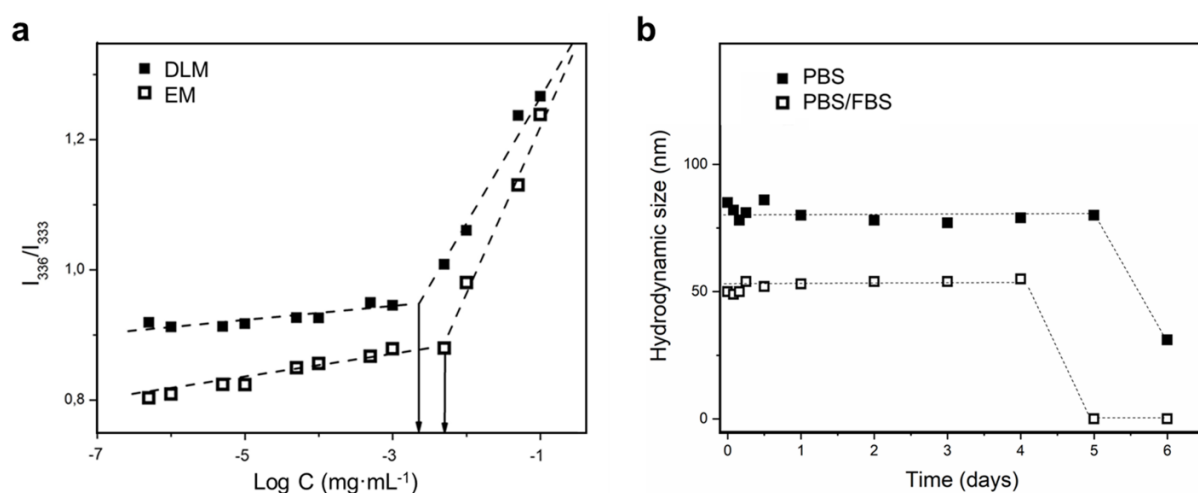 a
DLM
EM
1,2
1,0
0,8
I₃₃₆/I₃₃₃
-7
-5
-3
-1
Log C (mg·mL⁻¹)
b
PBS
PBS/FBS
100
50
0
Hydrodynamic size (nm)
0
1
2
3
4
5
6
Time (days)